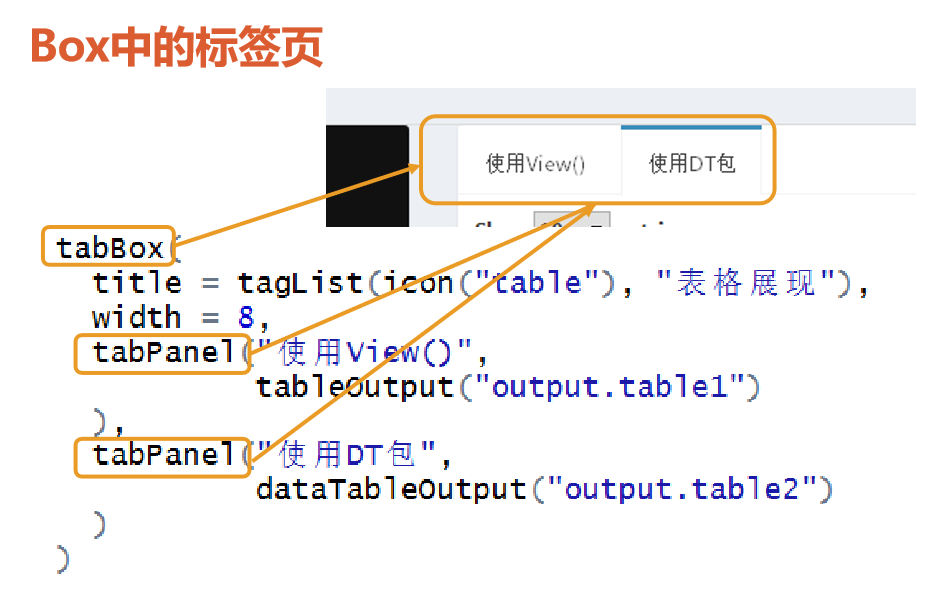 Box中的标签页
使用View() 使用DT包
tabBox(
title = tagList(icon("table"), "表格展现"),
width = 8,
tabPanel("使用View()",
tableOutput("output.table1")
),
tabPanel("使用DT包",
dataTableOutput("output.table2")
)
)